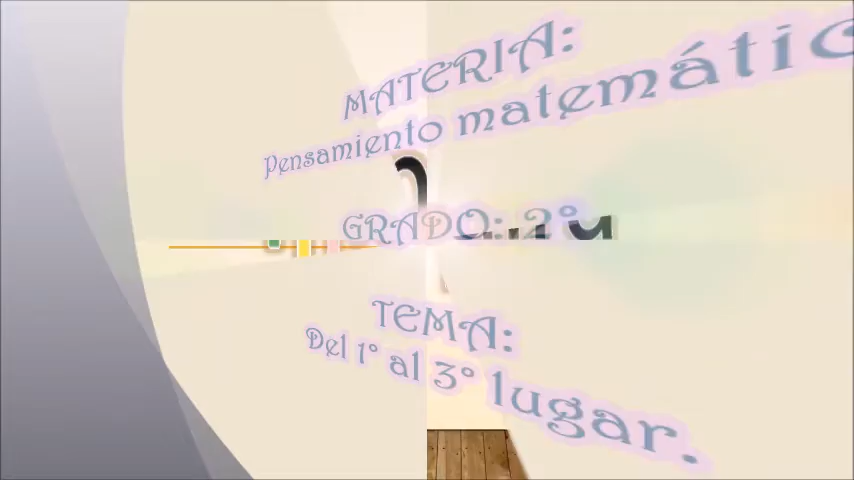 MATERIA:
Pensamiento matemátic
GRADO: 2°
TEMA:
Del 1° al 3° lugar.